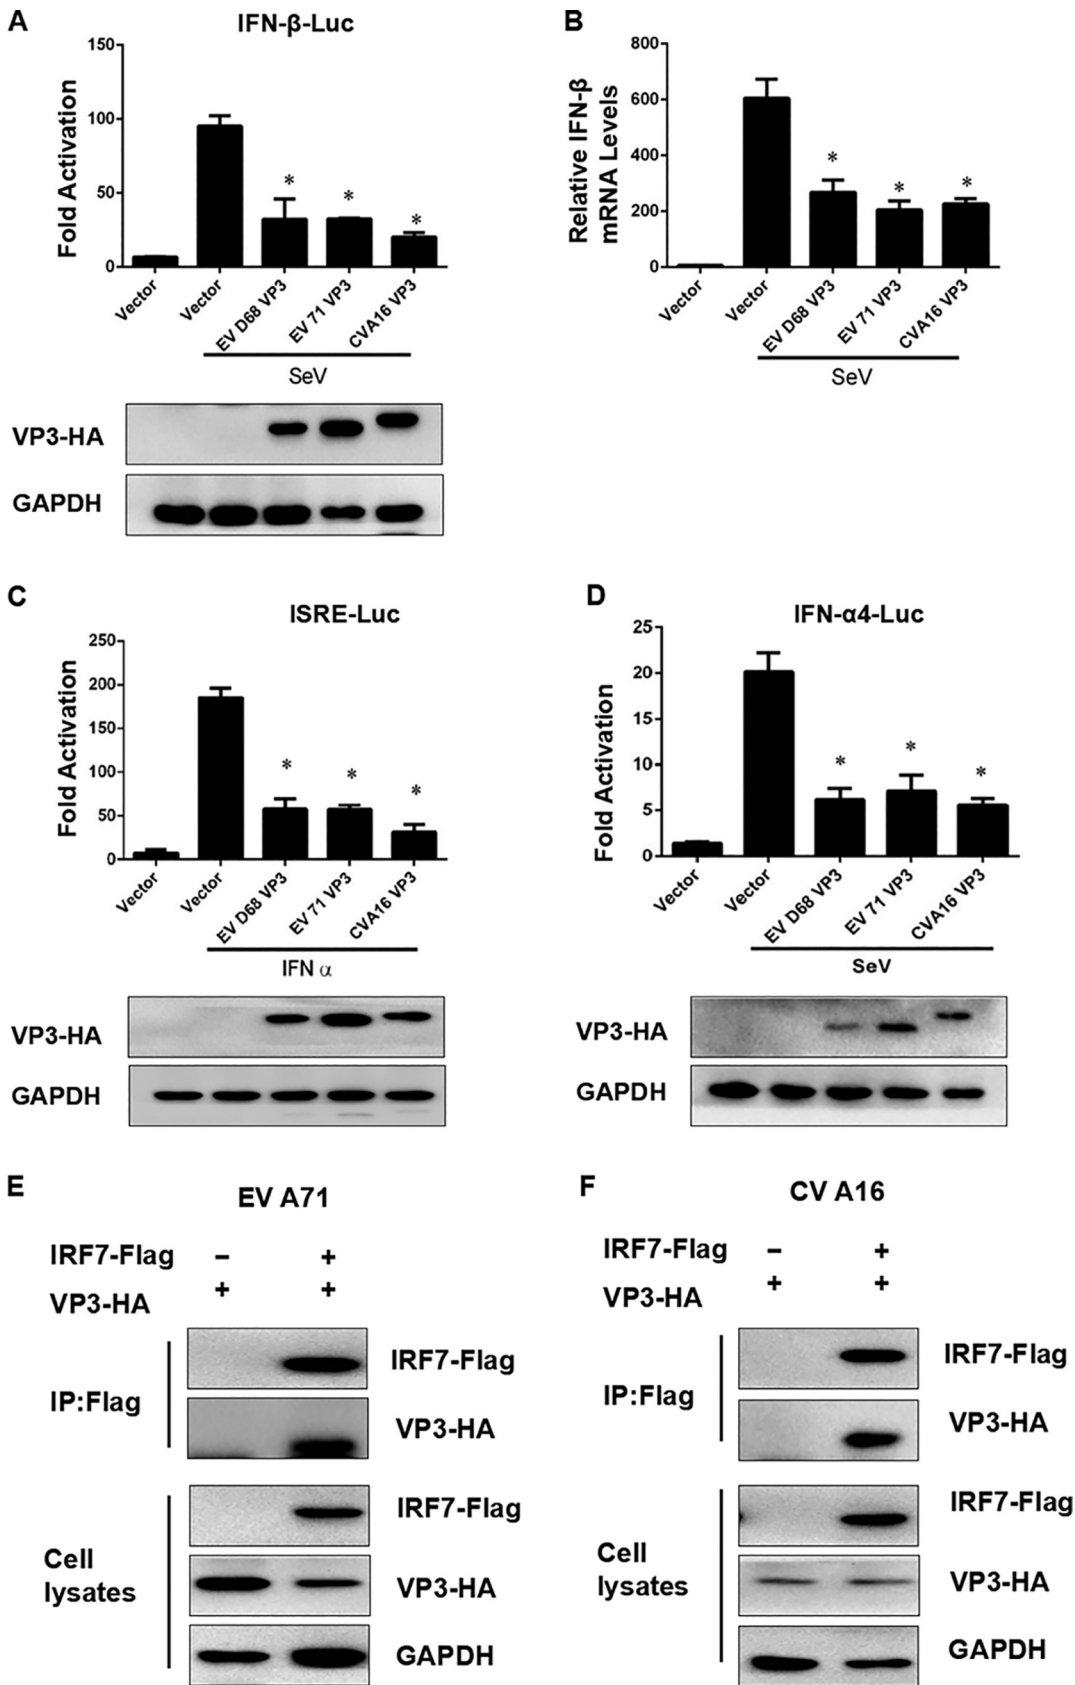 A
IFN-β-Luc
Fold Activation
150
100
50
0
*
*
*
Vector
Vector
EV D68 VP3
EV 71 VP3
CVA16 VP3
SeV
VP3-HA
GAPDH
B
Relative IFN-β
mRNA Levels
800
600
400
200
0
*
*
*
Vector
Vector
EV D68 VP3
EV 71 VP3
CVA16 VP3
SeV
C
ISRE-Luc
Fold Activation
250
200
150
100
50
0
*
*
*
Vector
Vector
EV D68 VP3
EV 71 VP3
CVA16 VP3
IFN α
VP3-HA
GAPDH
D
IFN-α4-Luc
Fold Activation
25
20
15
10
5
0
*
*
*
Vector
Vector
EV D68 VP3
EV 71 VP3
CVA16 VP3
SeV
VP3-HA
GAPDH
E
EV A71
IRF7-Flag - +
VP3-HA + +
IP:Flag
IRF7-Flag
VP3-HA
Cell
lysates
IRF7-Flag
VP3-HA
GAPDH
F
CV A16
IRF7-Flag - +
VP3-HA + +
IP:Flag
IRF7-Flag
VP3-HA
Cell
lysates
IRF7-Flag
VP3-HA
GAPDH